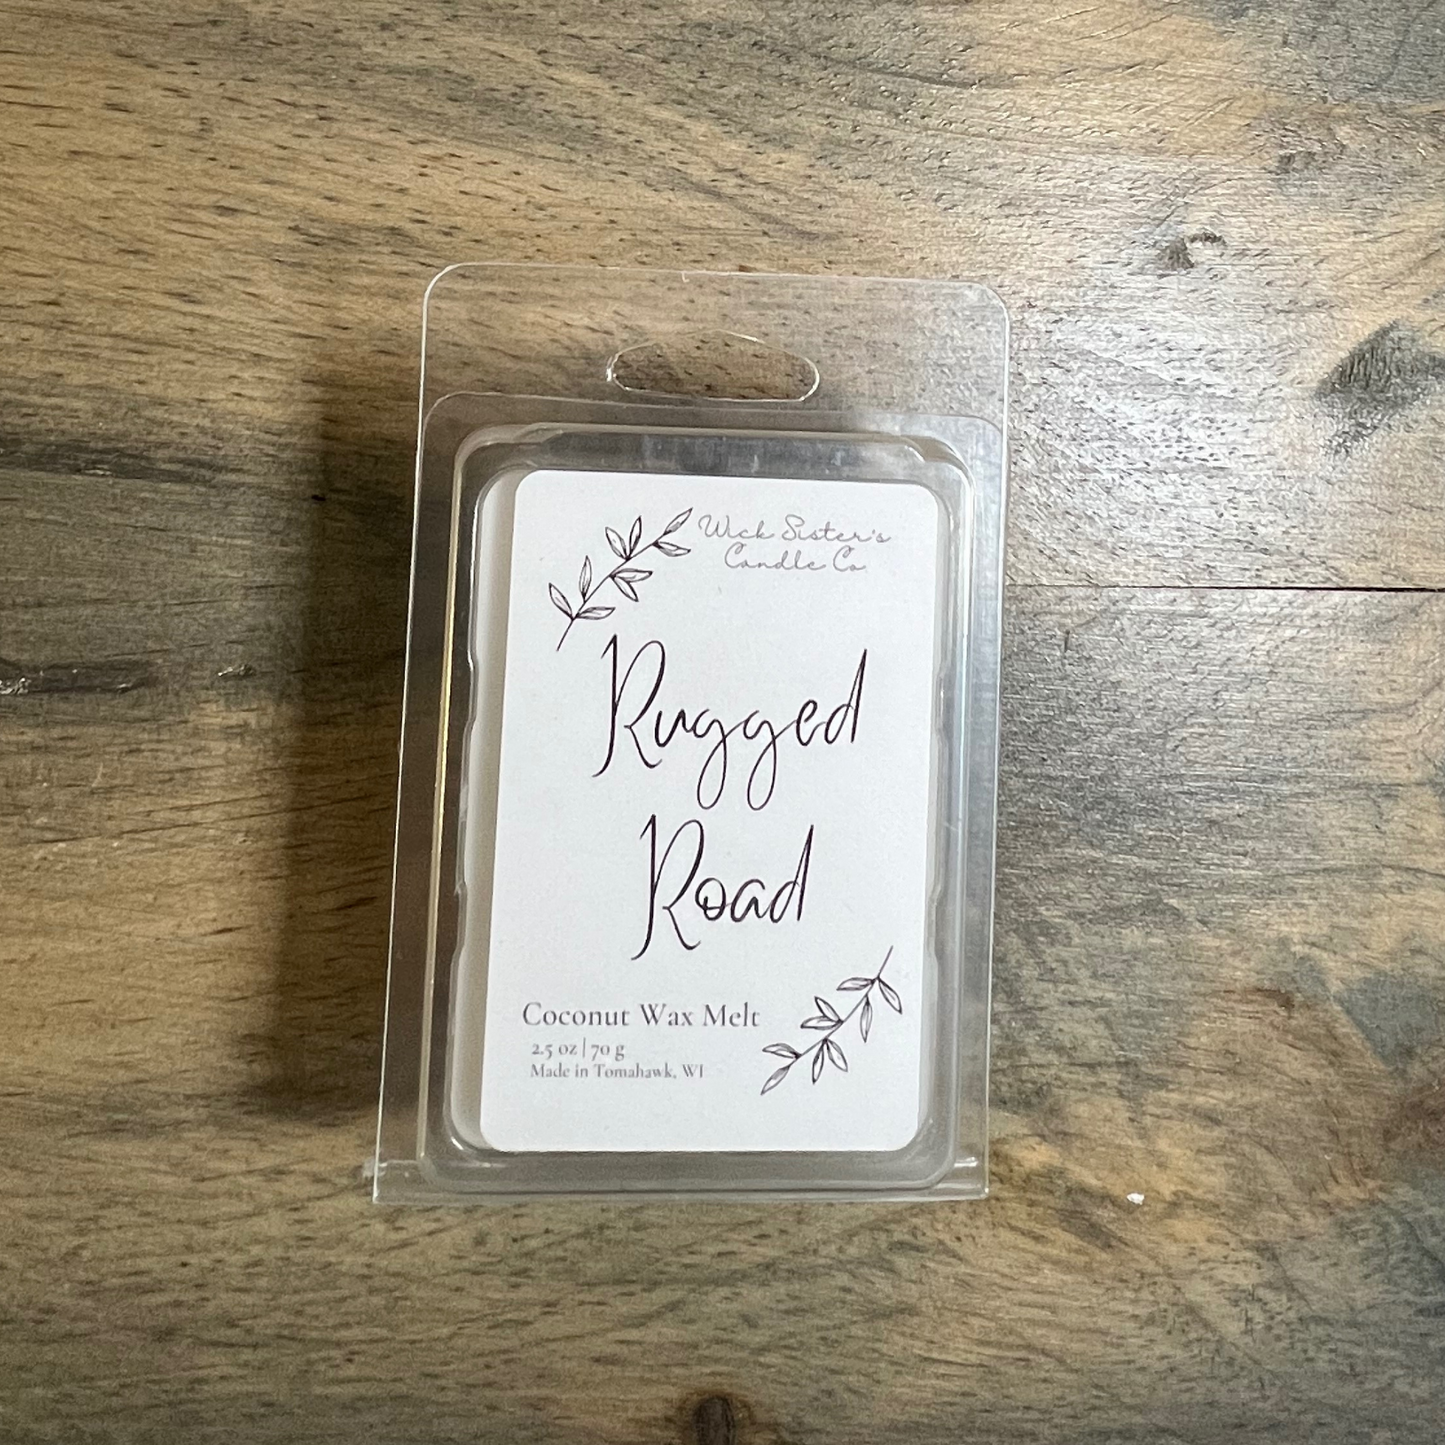 Wick Sister's
Candle Co
Rugged
Road
Coconut Wax Melt
2.5 oz | 70 g
Made in Tomahawk, WI